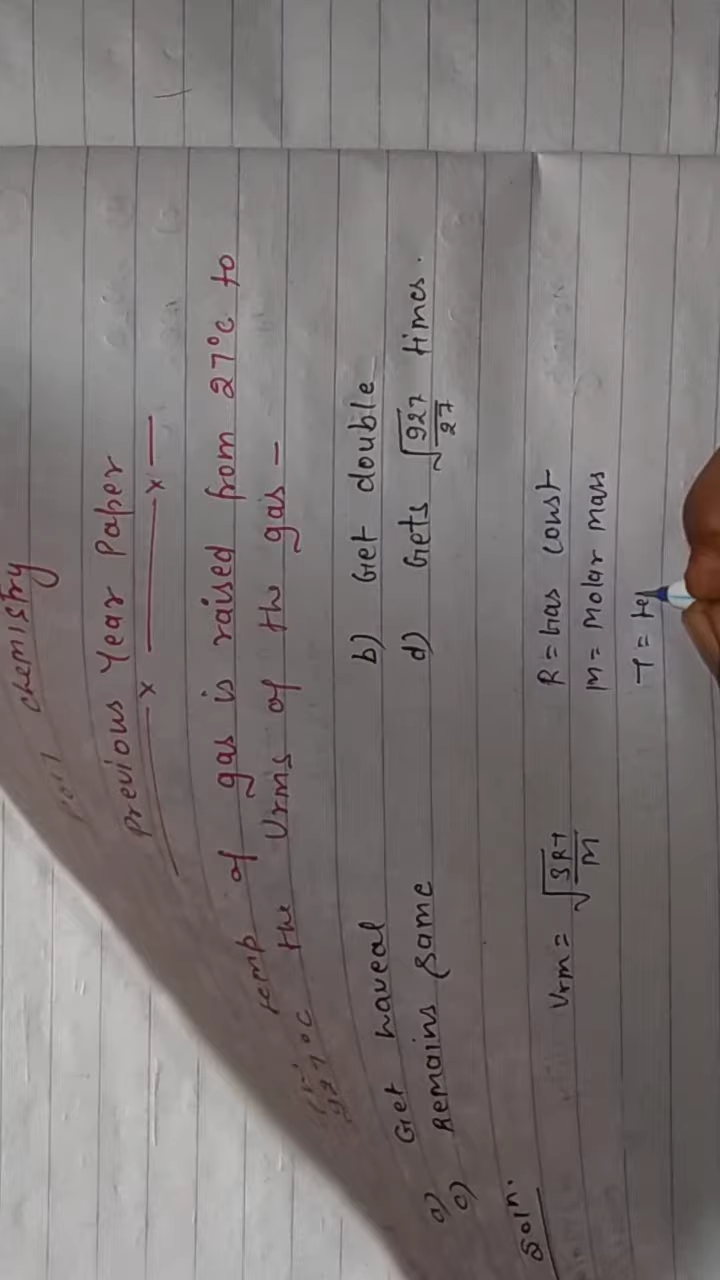 chemistry
Previous Year Paper
x x
temp of gas is raised from 27°C to
927°C the Vrms of the gas –
a) Get haveal b) Get double
c) Remains same d) Gets √927/27 times.
Soln.
Vrm = √3RT/M R = Gas const
M = Molar mass
T = te